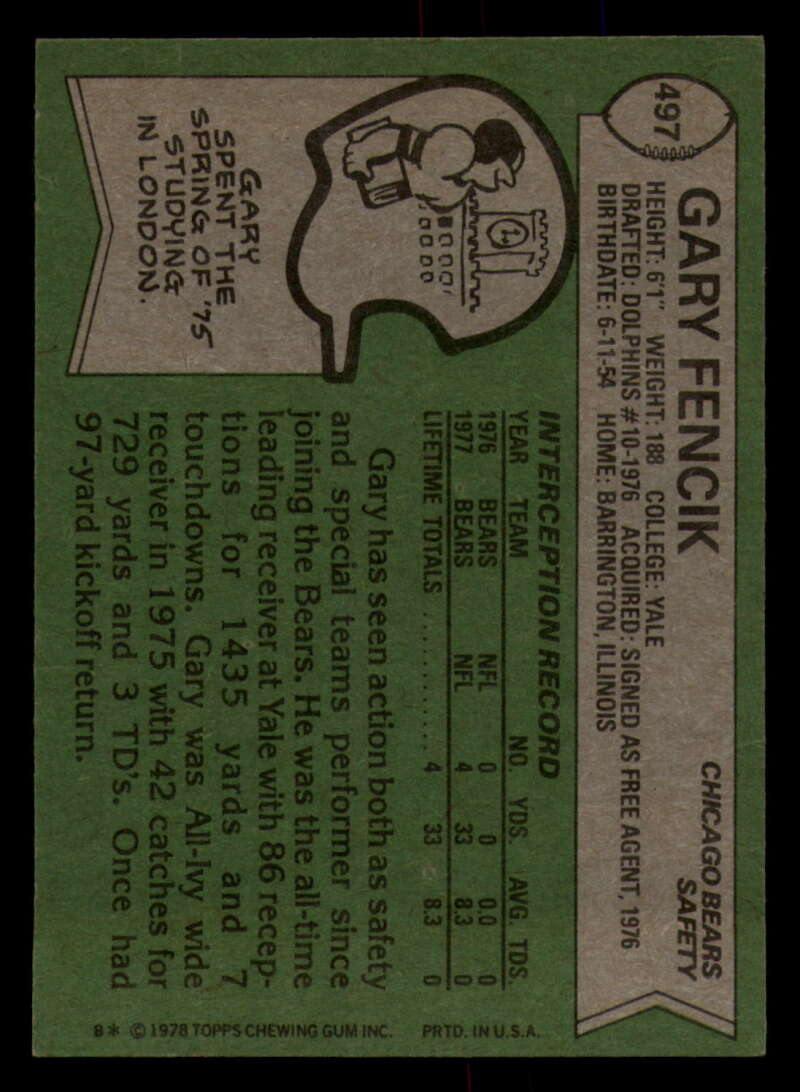 497
GARY FENCIK
CHICAGO BEARS
SAFETY
HEIGHT: 6'1" WEIGHT: 188 COLLEGE: YALE
DRAFTED: DOLPHINS #10-1976 ACQUIRED: SIGNED AS FREE AGENT, 1976
BIRTHDATE: 6-11-54 HOME: BARRINGTON, ILLINOIS
GARY
SPENT THE
SPRING OF '75
STUDYING
IN LONDON.
INTERCEPTION RECORD
YEAR TEAM NO. YDS. AVG. TDS.
1976 BEARS NFL 0 0 0.0 0
1977 BEARS NFL 4 33 8.3 0
LIFETIME TOTALS ............ 4 33 8.3 0
Gary has seen action both as safety
and special teams performer since
joining the Bears. He was the all-time
leading receiver at Yale with 86 recep-
tions for 1435 yards and 7
touchdowns. Gary was All-Ivy wide
receiver in 1975 with 42 catches for
729 yards and 3 TD's. Once had
97-yard kickoff return.
8* © 1978 TOPPS CHEWING GUM INC. PRTD. IN U.S.A.